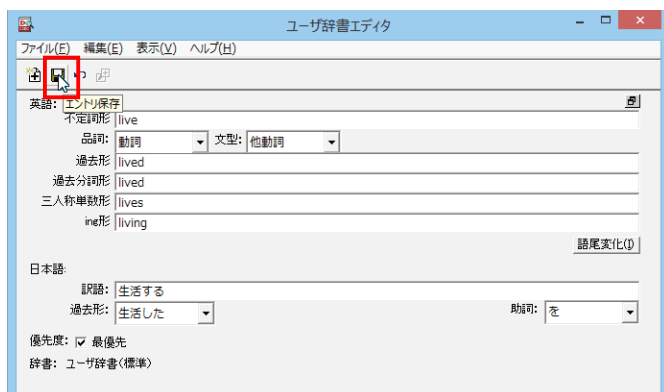 ユーザ辞書エディタ
ファイル(F) 編集(E) 表示(V) ヘルプ(H)
英語: エントリ保存
不定詞形 live
品詞: 動詞 文型: 他動詞
過去形 lived
過去分詞形 lived
三人称単数形 lives
ing形 living
語尾変化(I)
日本語:
訳語: 生活する
過去形: 生活した 助詞: を
優先度: 最優先
辞書: ユーザ辞書(標準)